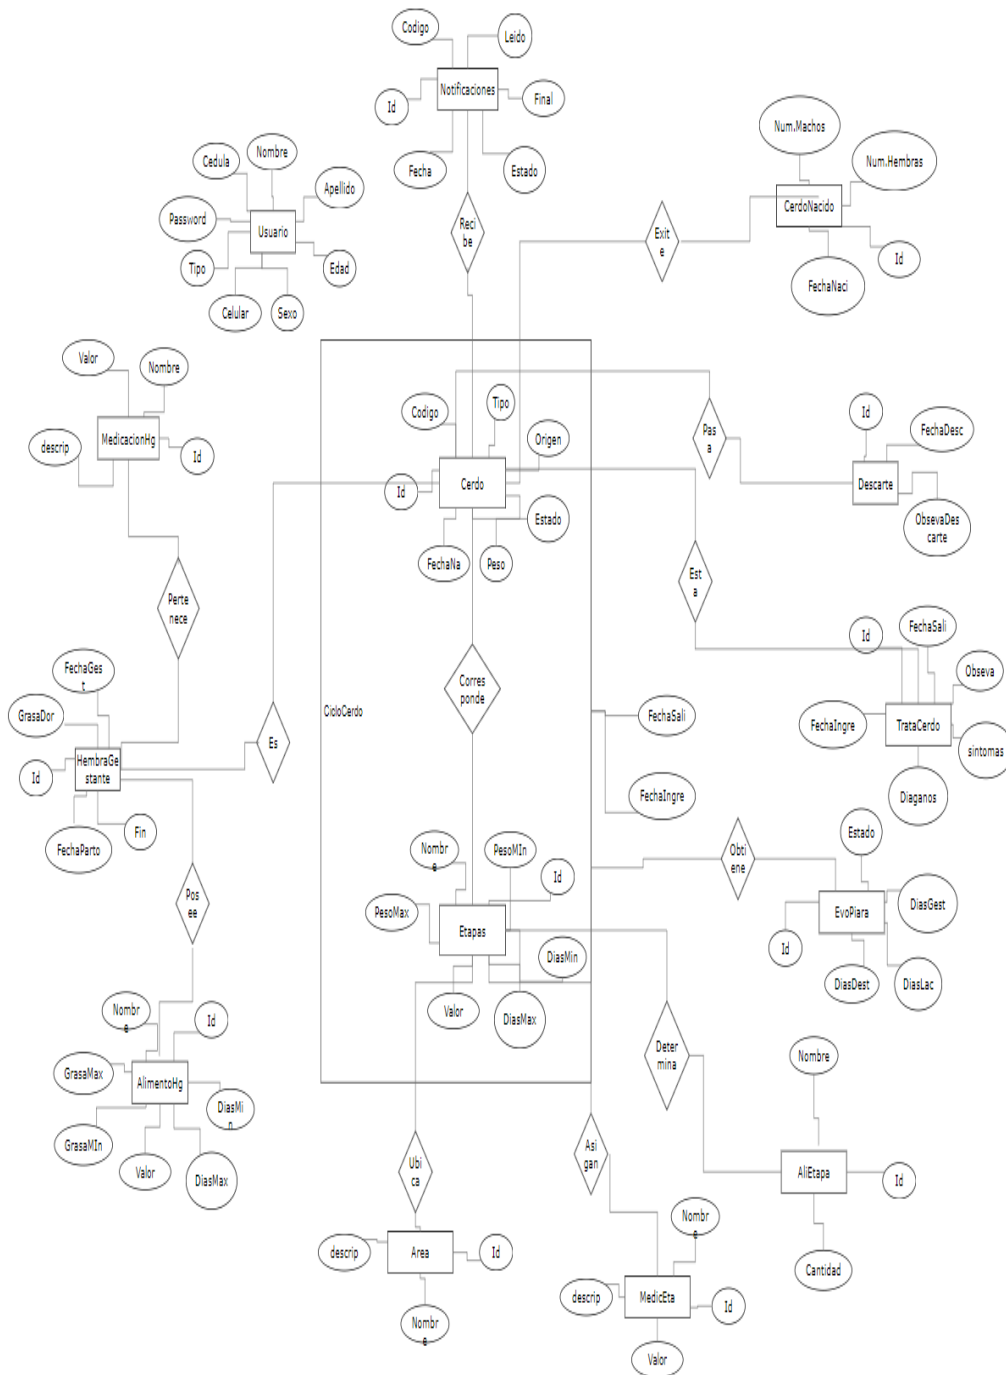 Codigo
Leido
Notificaciones
Id
Final
Fecha
Estado
Num.Machos
Num.Hembras
CerdoNacido
Id
FechaNaci
Cedula
Nombre
Apellido
Password
Usuario
Tipo
Edad
Celular
Sexo
Reci
be
Exit
e
Valor
Nombre
MedicacionHg
descrip
Id
Codigo
Tipo
Origen
Id
Cerdo
Estado
FechaNa
Peso
Pas
a
Id
FechaDesc
Descarte
ObsevaDes
carte
Est
a
Perte
nece
Id
FechaSali
Obseva
FechaIngre
TrataCerdo
sintomas
Diaganos
FechaGes
t
GrasaDor
HembraGe
stante
Id
FechaParto
Fin
Es
Corres
ponde
CicloCerdo
FechaSali
FechaIngre
Pos
ee
Nombr
e
PesoMIn
Id
PesoMax
Etapas
DiasMin
Valor
DiasMax
Obti
ene
Estado
DiasGest
EvoPiara
Id
DiasDest
DiasLac
Nombr
e
Id
GrasaMax
AlimentoHg
DiasMi
n
GrasaMIn
Valor
DiasMax
Deter
mina
Nombre
AliEtapa
Id
Cantidad
Ubi
ca
Asi
gan
descrip
Area
Id
Nombr
e
Nombr
e
descrip
MedicEta
Id
Valor